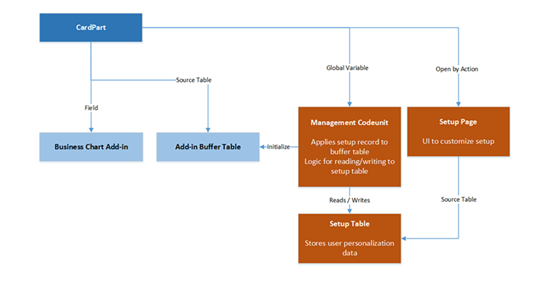 CardPart
Global Variable
Open by Action
Source Table
Field
Business Chart Add-in
Add-in Buffer Table
Initialize
Management Codeunit
Applies setup record to
buffer table
Logic for reading/writing to
setup table
Setup Page
UI to customize setup
Reads / Writes
Source Table
Setup Table
Stores user personalization
data